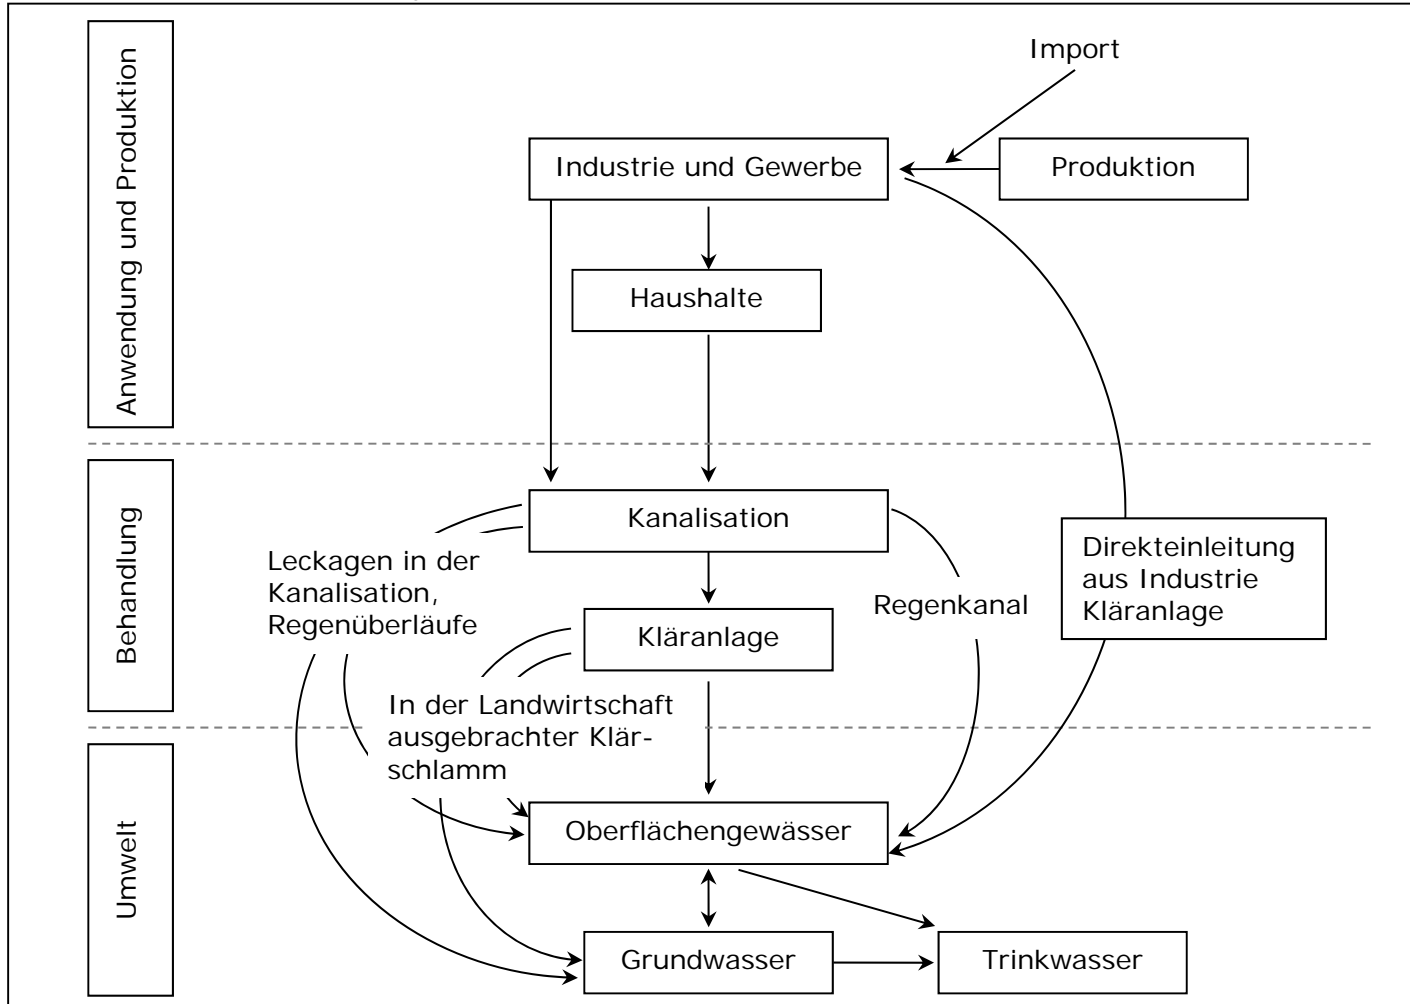 Anwendung und Produktion
Import
Industrie und Gewerbe
Produktion
Haushalte
Behandlung
Kanalisation
Leckagen in der
Kanalisation,
Regenüberläufe
Regenkanal
Direkteinleitung
aus Industrie
Kläranlage
Kläranlage
In der Landwirtschaft
ausgebrachter Klär-
schlamm
Umwelt
Oberflächengewässer
Grundwasser
Trinkwasser